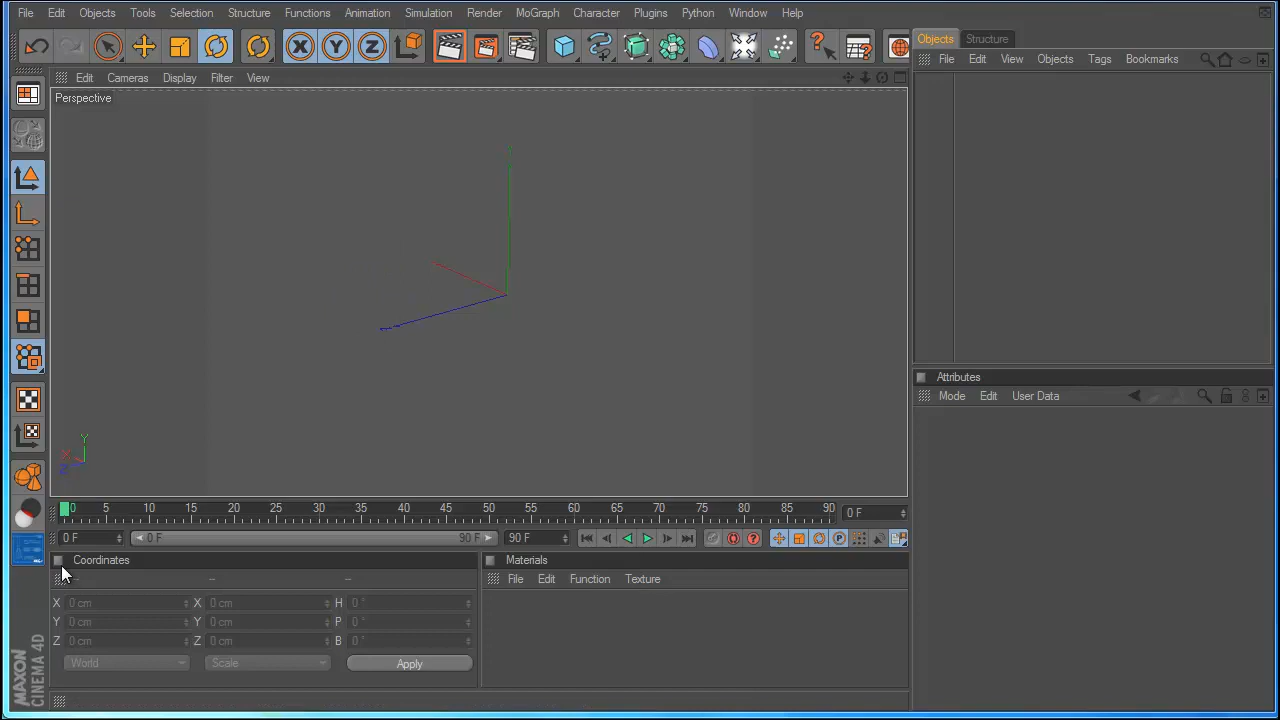 File Edit Objects Tools Selection Structure Functions Animation Simulation Render MoGraph Character Plugins Python Window Help
X Y Z
Objects Structure
File Edit View Objects Tags Bookmarks
Edit Cameras Display Filter View
Perspective
Y
X
Z
Attributes
Mode Edit User Data
0 5 10 15 20 25 30 35 40 45 50 55 60 65 70 75 80 85 90 0 F
0 F 0 F 90 F 90 F P
Coordinates Materials
-- -- --
File Edit Function Texture
X 0 cm X 0 cm H 0 °
Y 0 cm Y 0 cm P 0 °
Z 0 cm Z 0 cm B 0 °
World Scale Apply
MAXON
CINEMA 4D